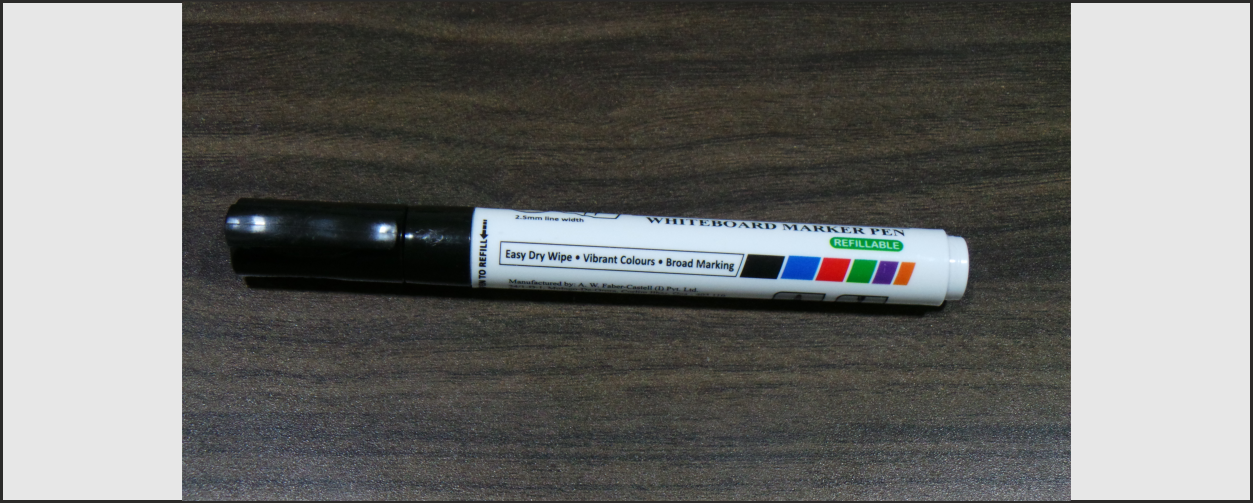 2.5mm line width
WHITEBOARD MARKER PEN
REFILLABLE
TO REFILL
Easy Dry Wipe • Vibrant Colours • Broad Marking
Manufactured by: A. W. Faber-Castell (I) Pvt. Ltd.